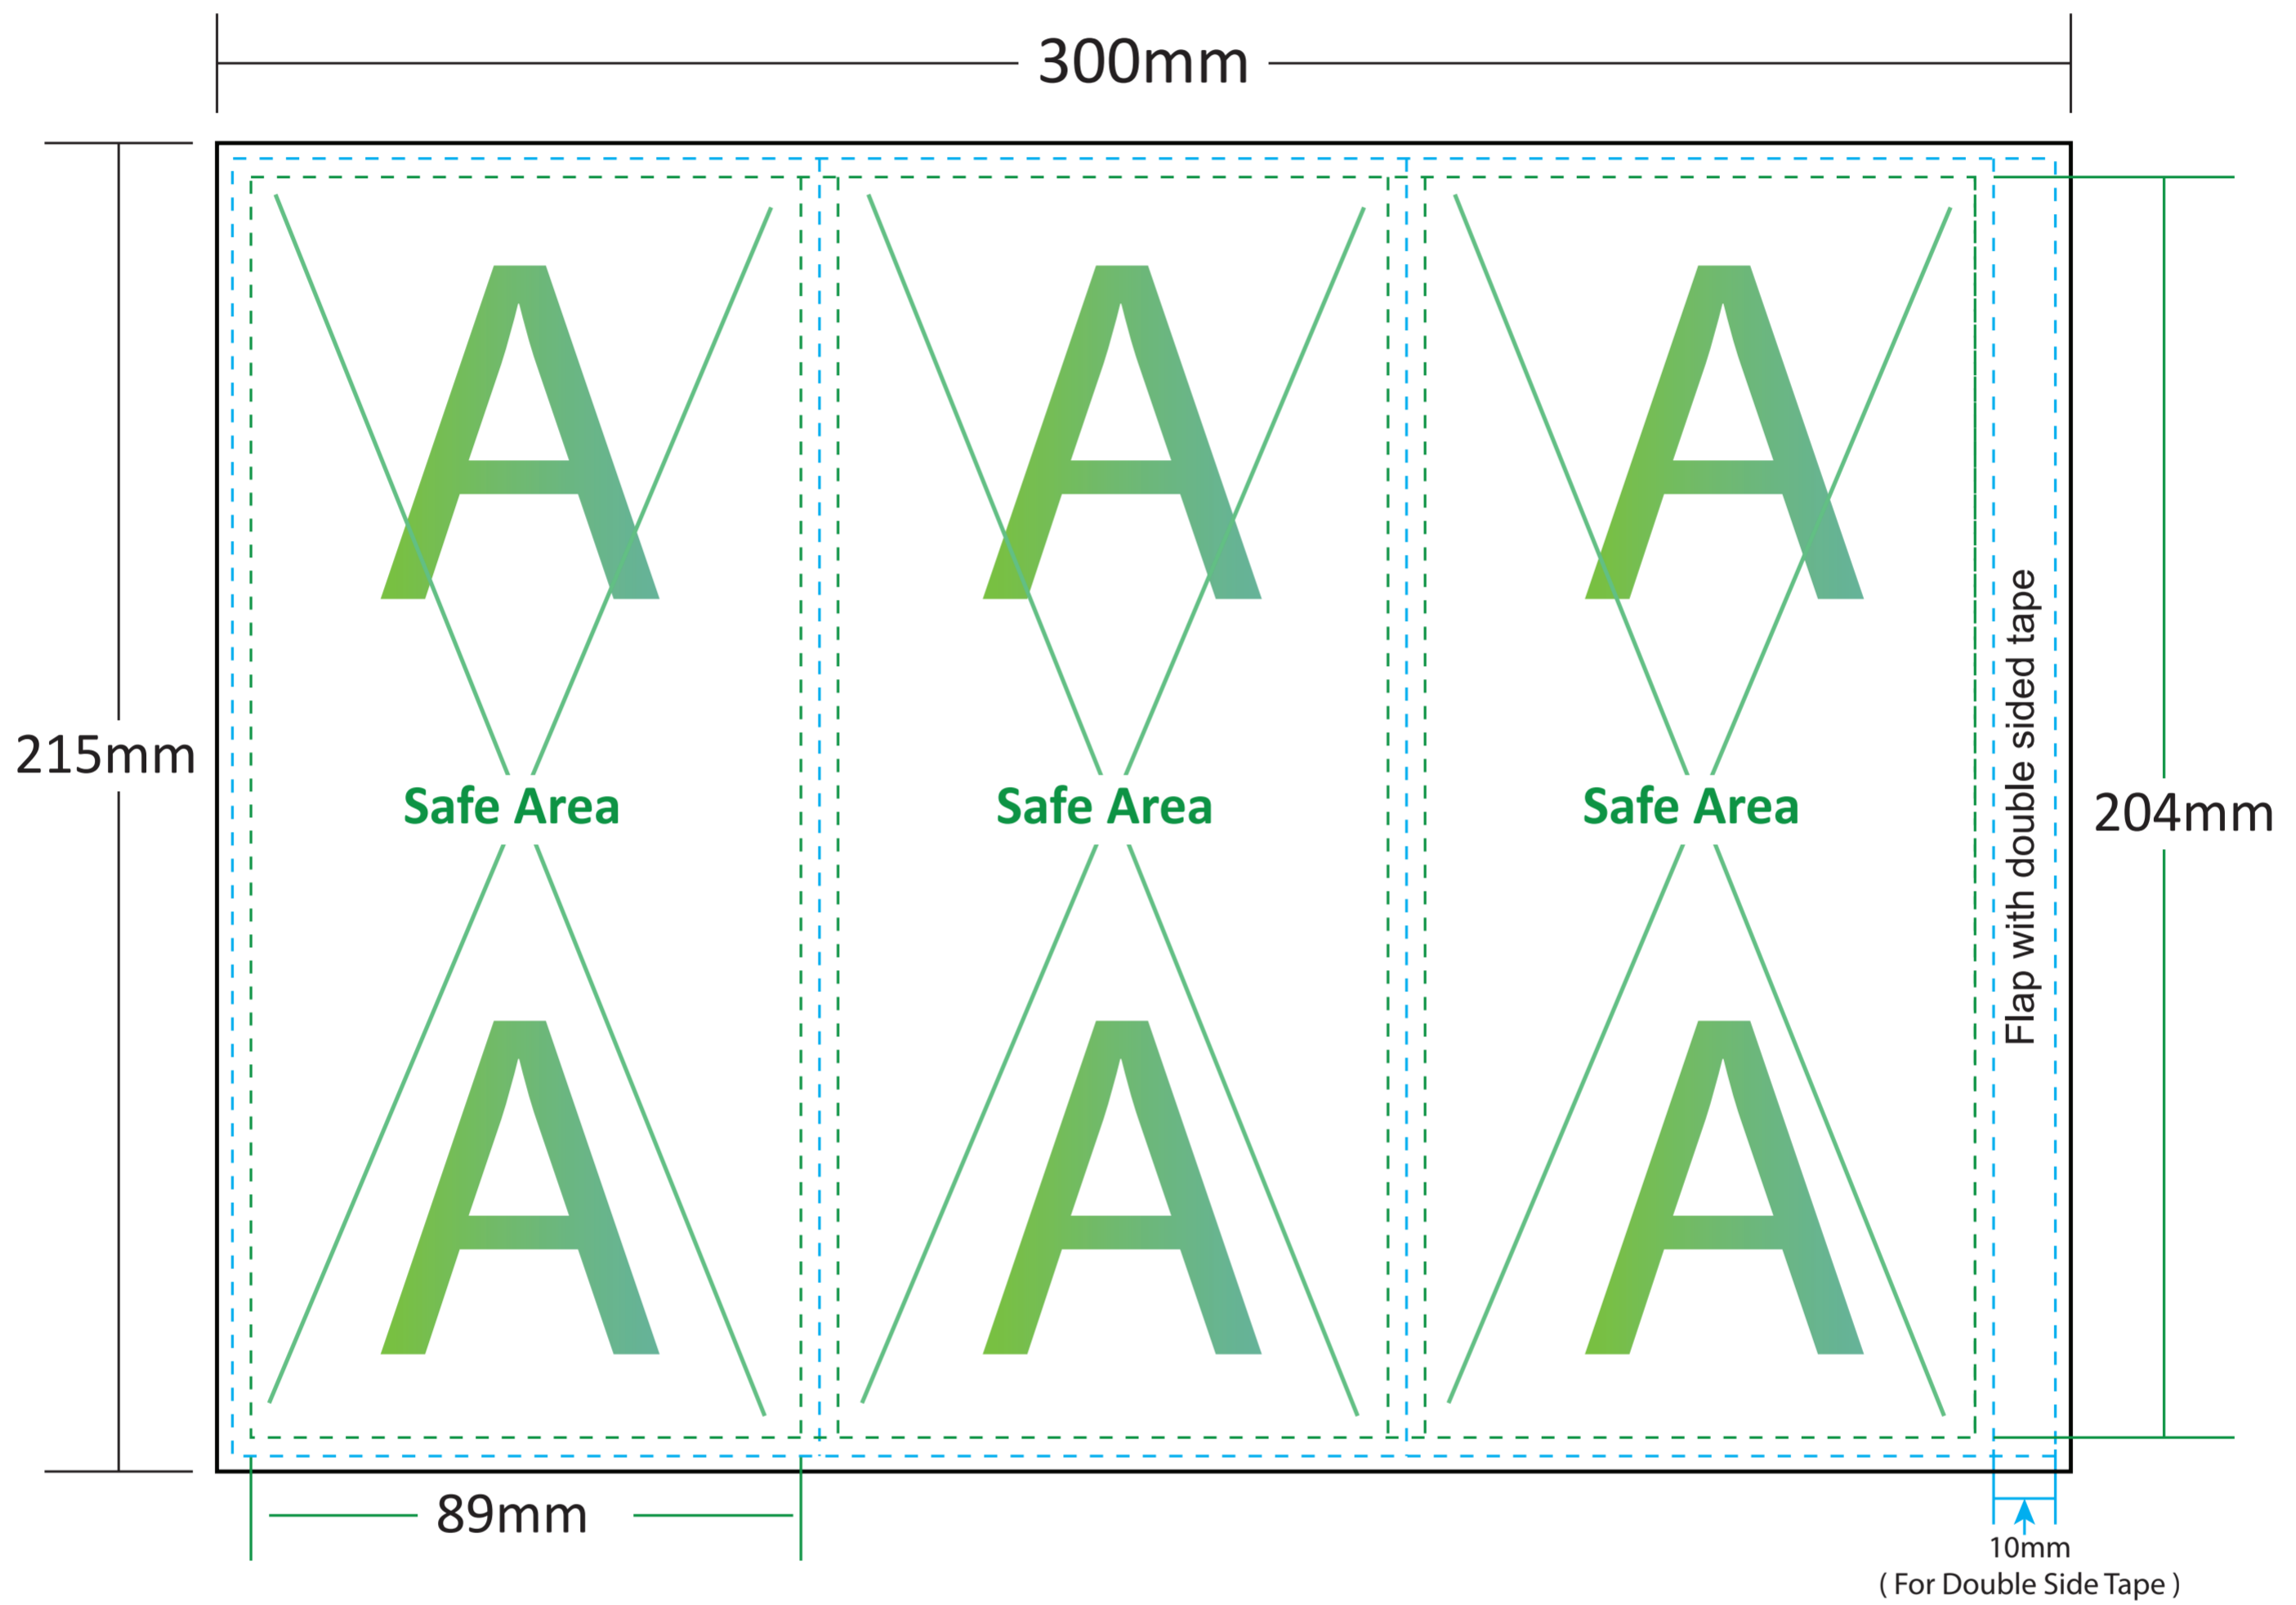 300mm
A A A
215mm
Safe Area Safe Area Safe Area
Flap with double sided tape
204mm
A A A
89mm
10mm
( For Double Side Tape )